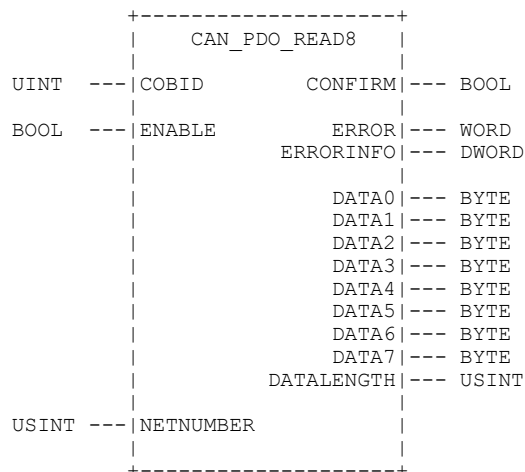 CAN_PDO_READ8
UINT ---|COBID CONFIRM|--- BOOL
BOOL ---|ENABLE ERROR|--- WORD
ERRORINFO|--- DWORD
DATA0|--- BYTE
DATA1|--- BYTE
DATA2|--- BYTE
DATA3|--- BYTE
DATA4|--- BYTE
DATA5|--- BYTE
DATA6|--- BYTE
DATA7|--- BYTE
DATALENGTH|--- USINT
USINT ---|NETNUMBER